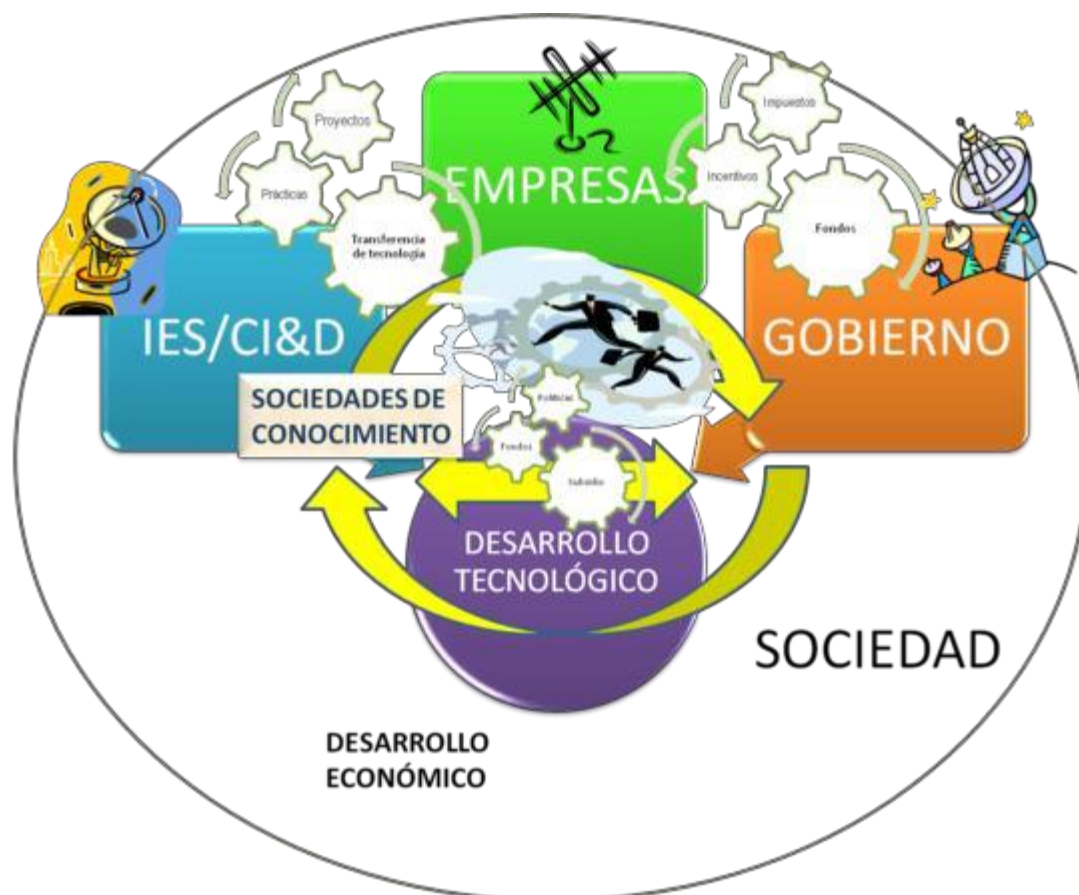 Proyectos
Prácticas
Transferencia
de tecnología
EMPRESAS
Impuestos
Incentivos
Fondos
IES/CI&D
GOBIERNO
SOCIEDADES DE
CONOCIMIENTO
Políticas
Fondos
Subsidio
DESARROLLO
TECNOLÓGICO
SOCIEDAD
DESARROLLO
ECONÓMICO